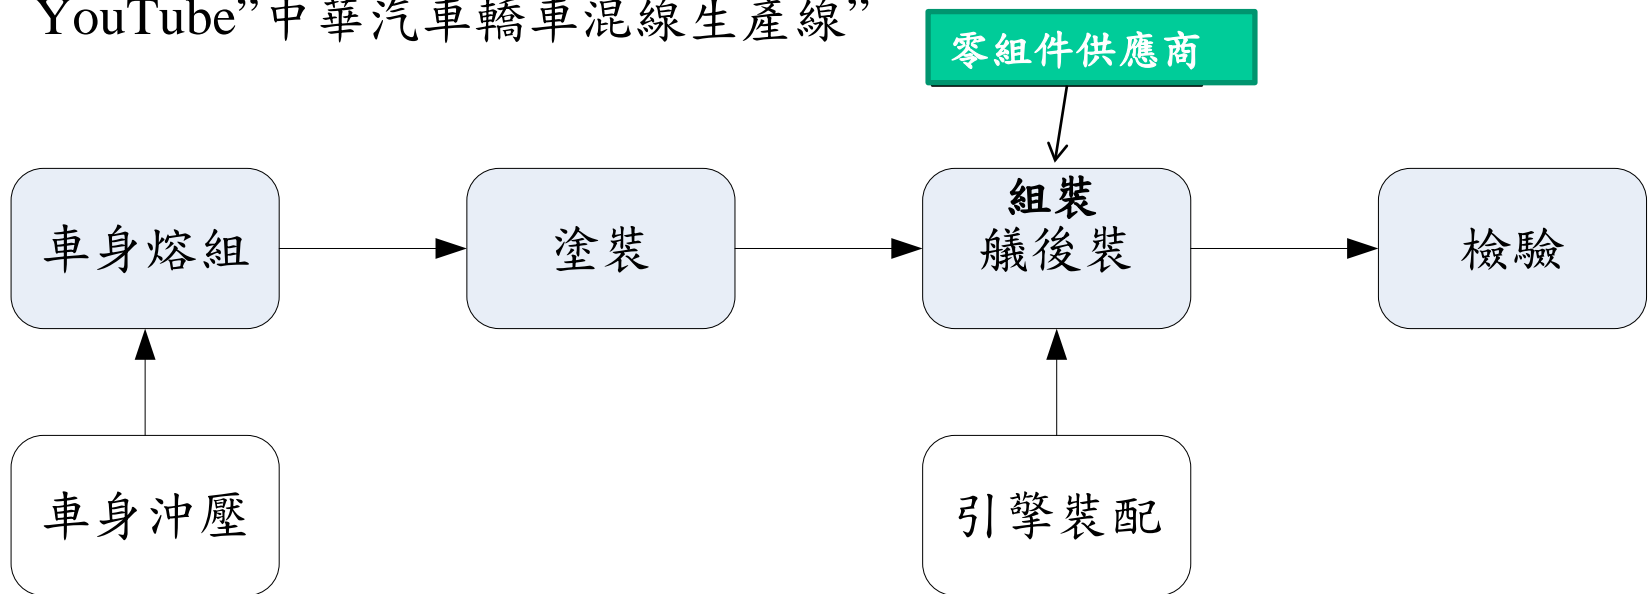 YouTube”中華汽車轎車混線生產線”
零組件供應商
車身熔組
塗裝
組裝
艤後裝
檢驗
車身沖壓
引擎裝配